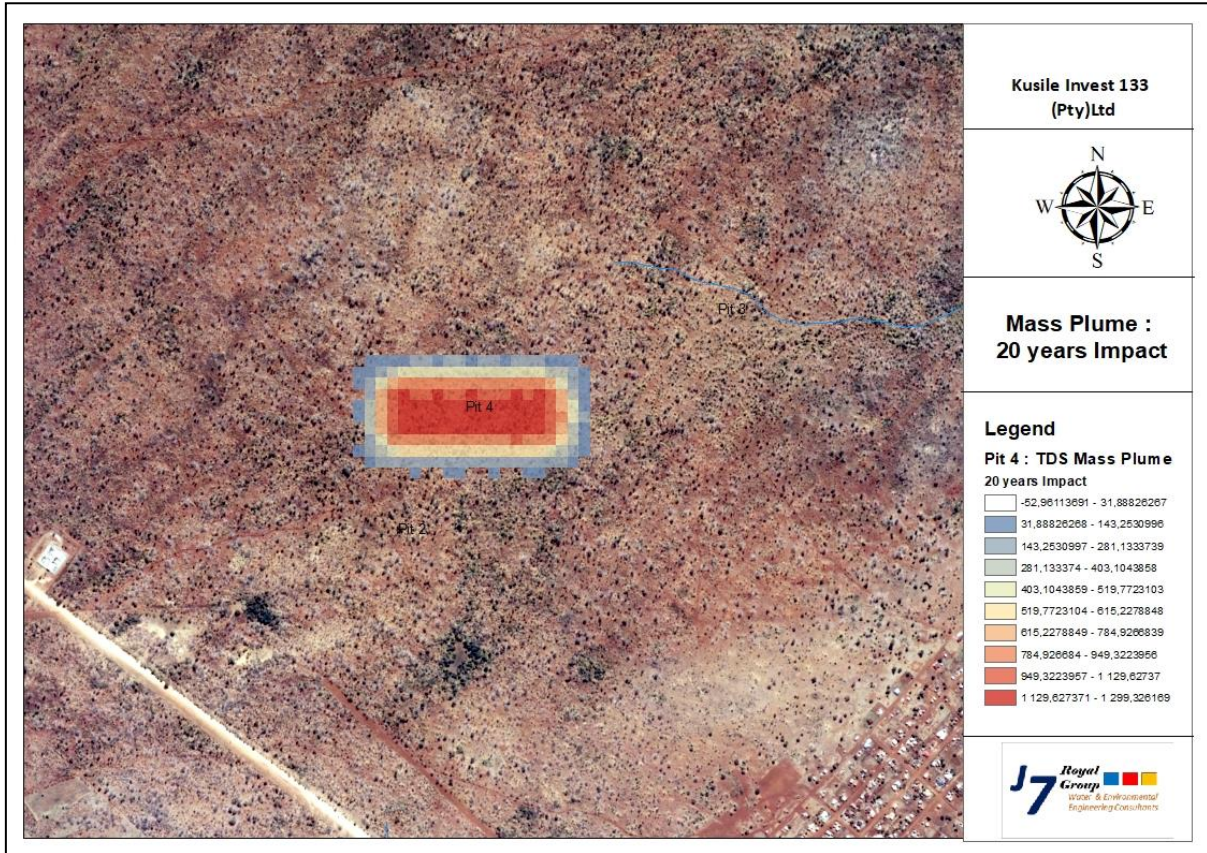 Kusile Invest 133
(Pty)Ltd
N
W
E
S
Mass Plume :
20 years Impact
Legend
Pit 4 : TDS Mass Plume
20 years Impact
-52,96113691 - 31,88826267
31,88826268 - 143,2530996
143,2530997 - 281,1333739
281,133374 - 403,1043858
403,1043859 - 519,7723103
519,7723104 - 615,2278848
615,2278849 - 784,9266839
784,926684 - 949,3223956
949,3223957 - 1 129,62737
1 129,627371 - 1 299,326169
J7 Royal
Group
Water & Environmental
Engineering Consultants
Pit 3
Pit 4
Pit 2